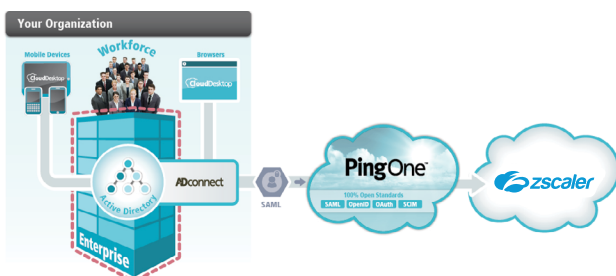 Your Organization
Mobile Devices
Workforce
Browsers
CloudDesktop
CloudDesktop
Active Directory
ADconnect
SAML
Enterprise
PingOne™
100% Open Standards
SAML OpenID OAuth SCIM
zscaler